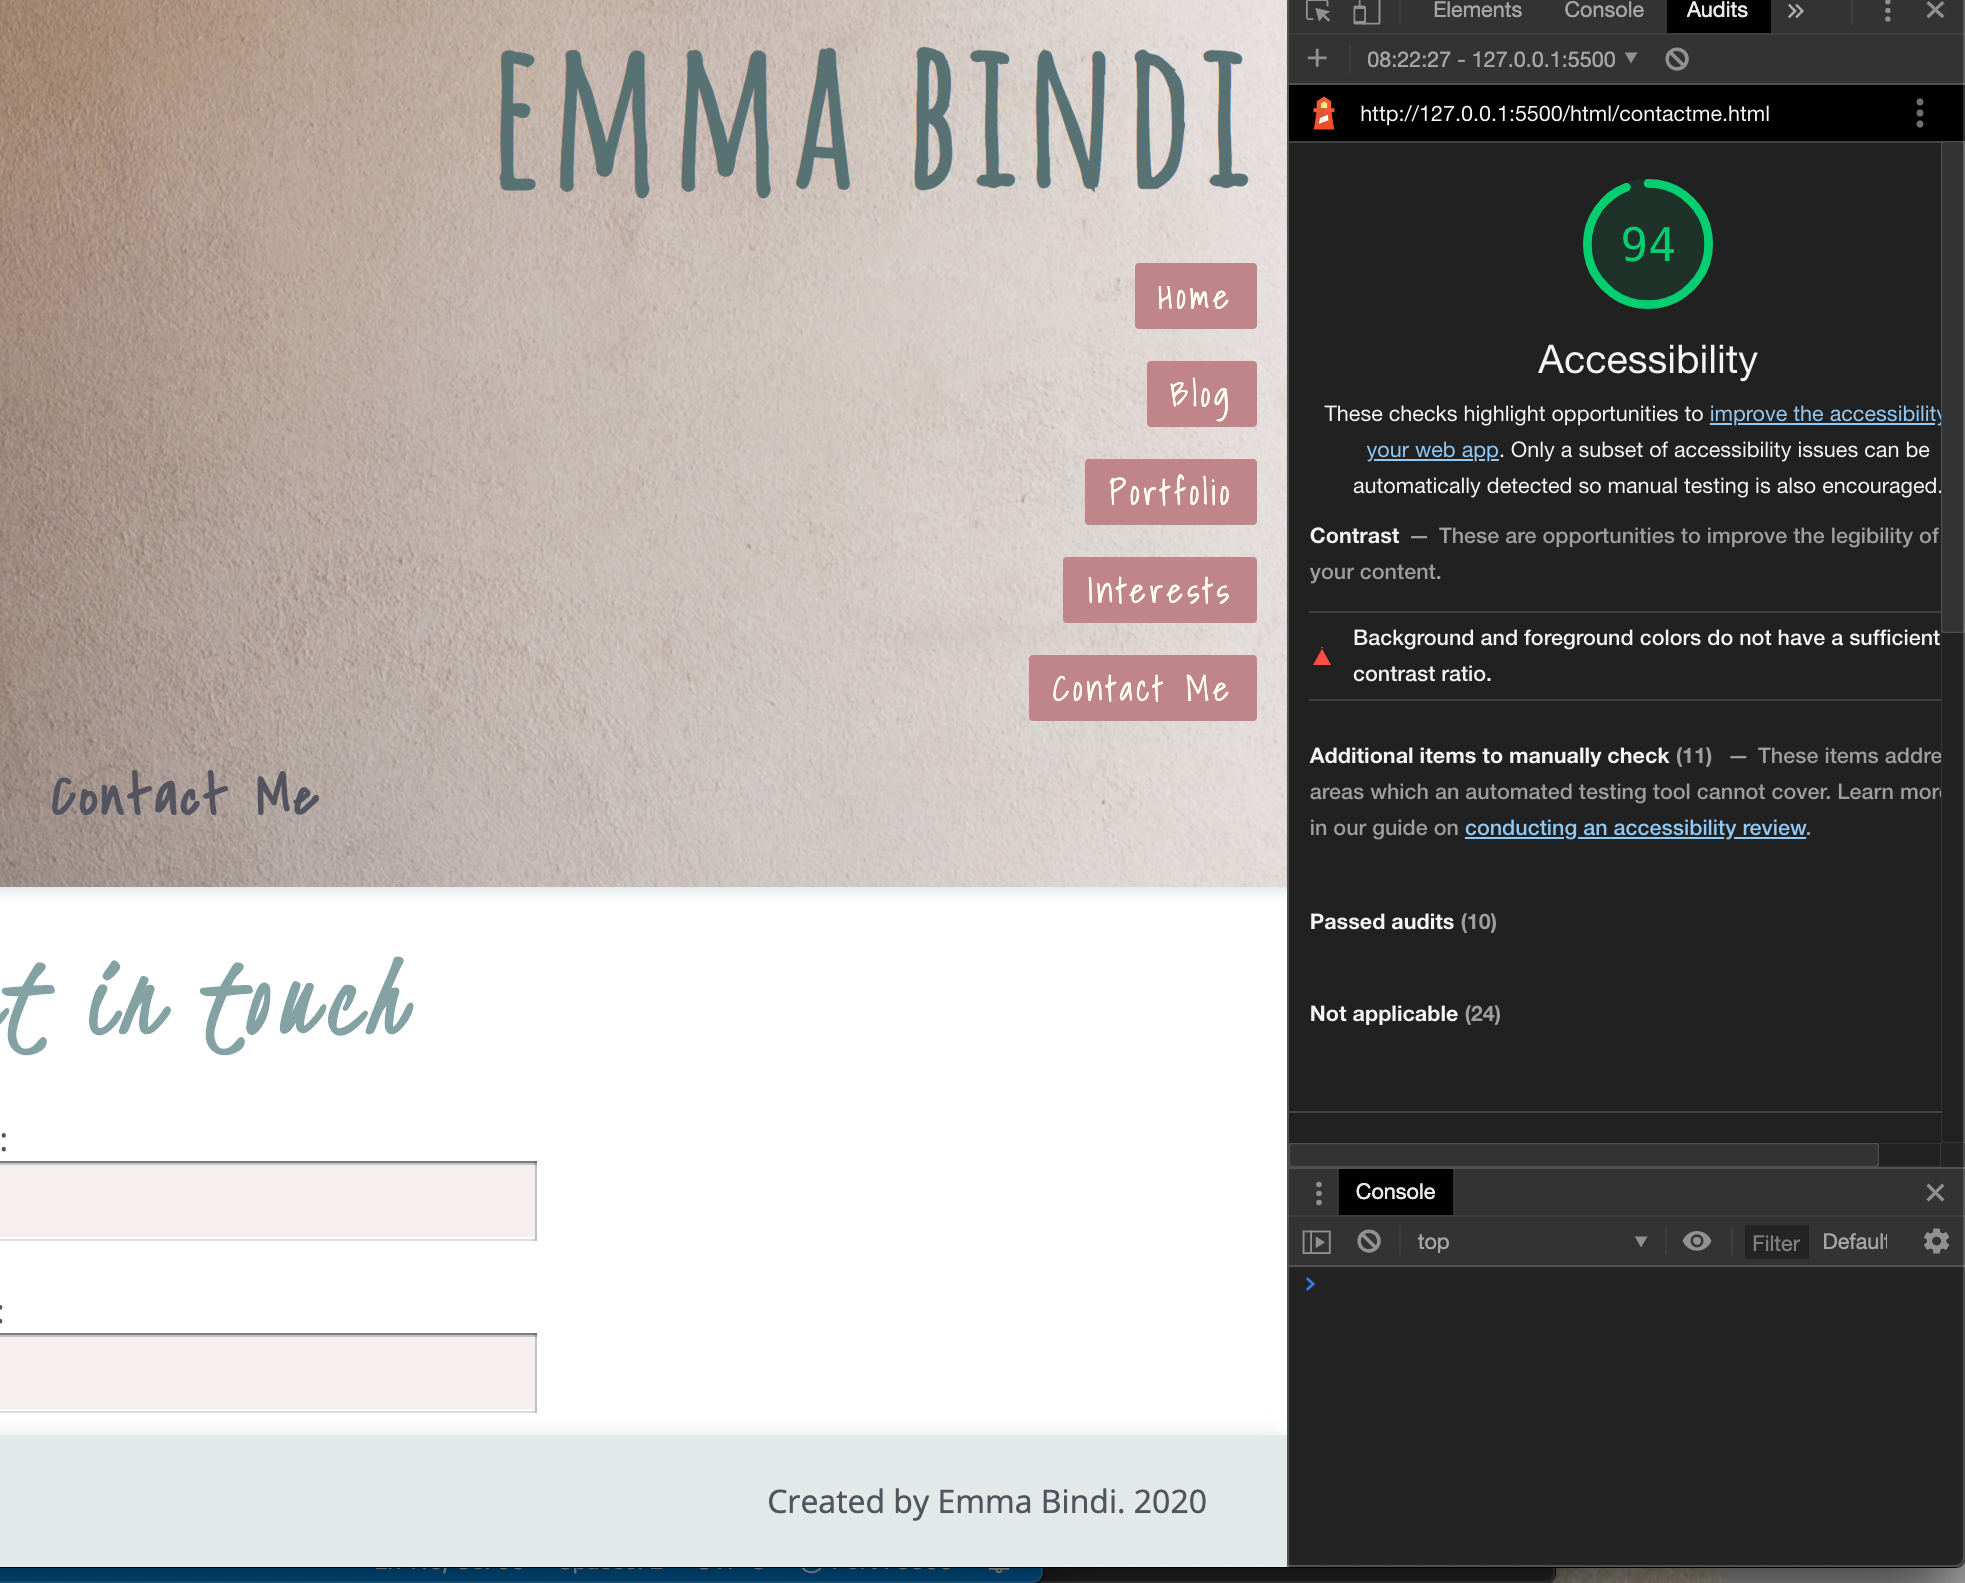 EMMA BINDI
Home
Blog
Portfolio
Interests
Contact Me
Contact Me
in touch
:
:
Created by Emma Bindi. 2020
Elements Console Audits »
08:22:27 - 127.0.0.1:5500
http://127.0.0.1:5500/html/contactme.html
94
Accessibility
These checks highlight opportunities to improve the accessibility
your web app. Only a subset of accessibility issues can be
automatically detected so manual testing is also encouraged.
Contrast — These are opportunities to improve the legibility of
your content.
Background and foreground colors do not have a sufficient
contrast ratio.
Additional items to manually check (11) — These items addre
areas which an automated testing tool cannot cover. Learn more
in our guide on conducting an accessibility review.
Passed audits (10)
Not applicable (24)
Console
top Filter Default